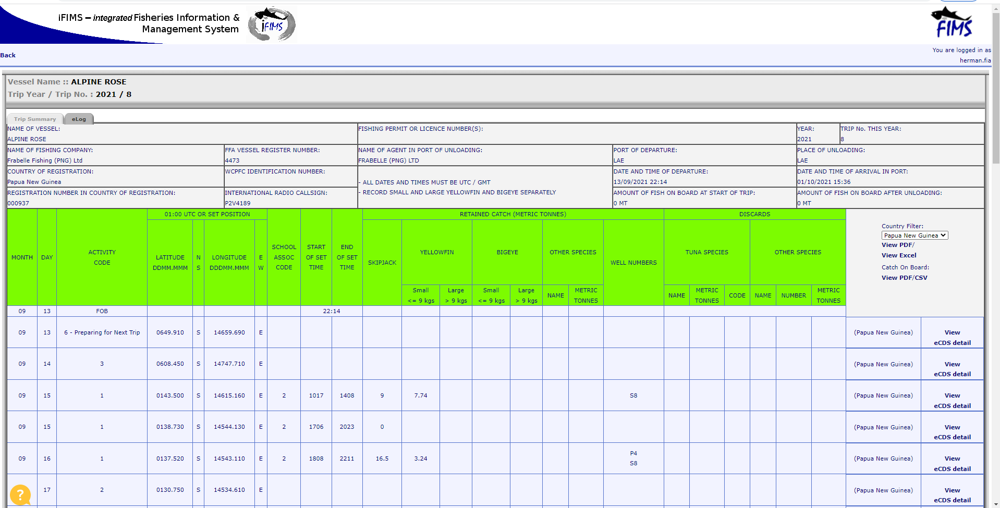 iFIMS – integrated Fisheries Information &
Management System
iFIMS
FIMS
Back
You are logged in as
herman.fia
Vessel Name :: ALPINE ROSE
Trip Year / Trip No. : 2021 / 8
Trip Summary eLog
NAME OF VESSEL: FISHING PERMIT OR LICENCE NUMBER(S): YEAR: TRIP No. THIS YEAR:
ALPINE ROSE 2021 8
NAME OF FISHING COMPANY: FFA VESSEL REGISTER NUMBER: NAME OF AGENT IN PORT OF UNLOADING: PORT OF DEPARTURE: PLACE OF UNLOADING:
Frabelle Fishing (PNG) Ltd 4473 FRABELLE (PNG) LTD LAE LAE
COUNTRY OF REGISTRATION: WCPFC IDENTIFICATION NUMBER: DATE AND TIME OF DEPARTURE: DATE AND TIME OF ARRIVAL IN PORT:
Papua New Guinea - ALL DATES AND TIMES MUST BE UTC / GMT 13/09/2021 22:14 01/10/2021 15:36
REGISTRATION NUMBER IN COUNTRY OF REGISTRATION: INTERNATIONAL RADIO CALLSIGN: - RECORD SMALL AND LARGE YELLOWFIN AND BIGEYE SEPARATELY AMOUNT OF FISH ON BOARD AT START OF TRIP: AMOUNT OF FISH ON BOARD AFTER UNLOADING:
000937 P2V4189 0 MT 0 MT
01:00 UTC OR SET POSITION RETAINED CATCH (METRIC TONNES) DISCARDS
MONTH DAY ACTIVITY CODE LATITUDE DDMM.MMM N S LONGITUDE DDDMM.MMM E W SCHOOL ASSOC CODE START OF SET TIME END OF SET TIME SKIPJACK YELLOWFIN BIGEYE OTHER SPECIES WELL NUMBERS TUNA SPECIES OTHER SPECIES
Small <= 9 kgs Large > 9 kgs Small <= 9 kgs Large > 9 kgs NAME METRIC TONNES NAME METRIC TONNES CODE NAME NUMBER METRIC TONNES
Country Filter:
Papua New Guinea
View PDF/
View Excel
Catch On Board:
View PDF/CSV
09 13 FOB 22:14
09 13 6 - Preparing for Next Trip 0649.910 S 14659.690 E (Papua New Guinea) View eCDS detail
09 14 3 0608.450 S 14747.710 E (Papua New Guinea) View eCDS detail
09 15 1 0143.500 S 14615.160 E 2 1017 1408 9 7.74 S8 (Papua New Guinea) View eCDS detail
09 15 1 0138.730 S 14544.130 E 2 1706 2023 0 (Papua New Guinea) View eCDS detail
09 16 1 0137.520 S 14543.110 E 2 1808 2211 16.5 3.24 P4 S8 (Papua New Guinea) View eCDS detail
17 2 0130.750 S 14534.610 E (Papua New Guinea) View eCDS detail
?